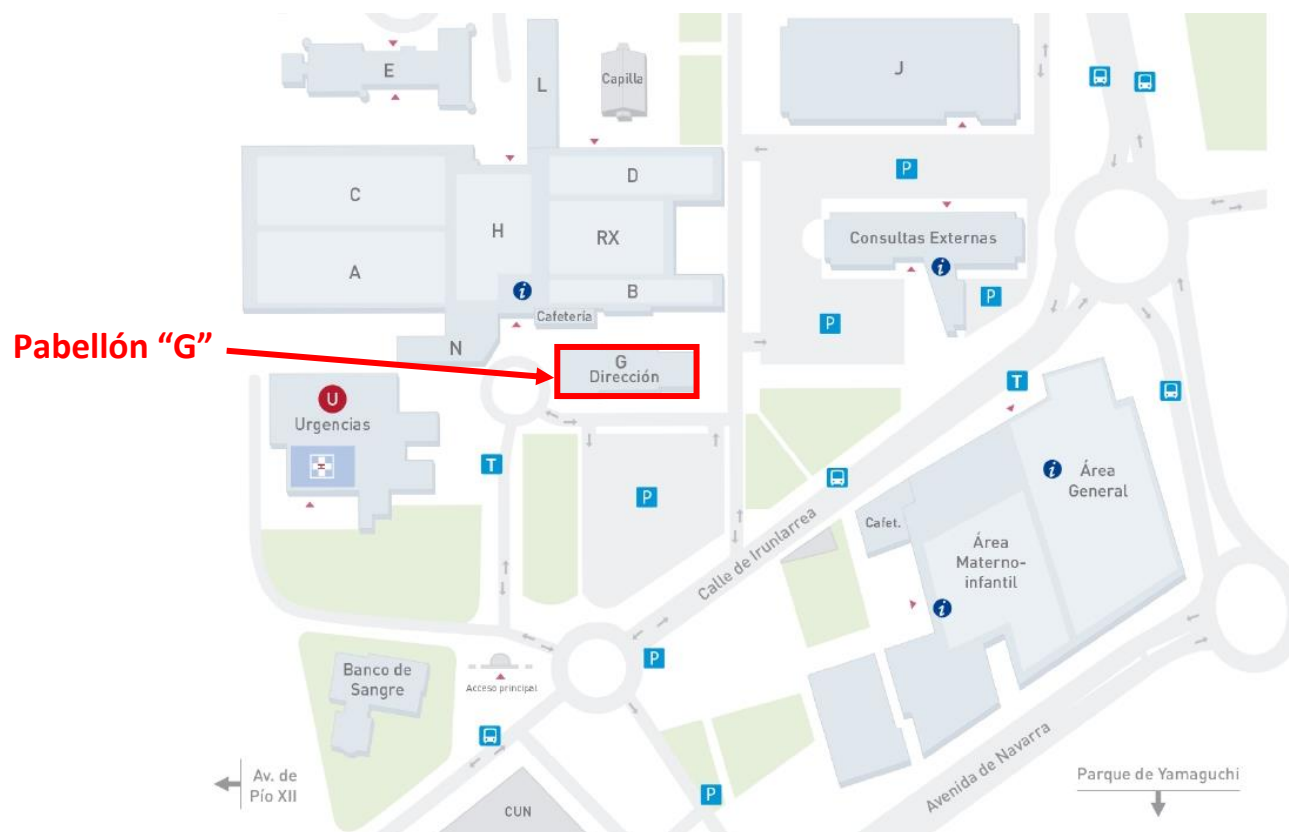 E
L
Capilla
J
P
C
D
H
RX
Consultas Externas
A
i
B
i
P
P
Cafetería
Pabellón “G”
N
G
Dirección
T
U
Urgencias
H
T
P
i
Área
General
Cafet.
Calle de Irunlarrea
Área
Materno-
infantil
i
P
Banco de
Sangre
Acceso principal
Avenida de Navarra
Av. de
Pío XII
P
CUN
Parque de Yamaguchi